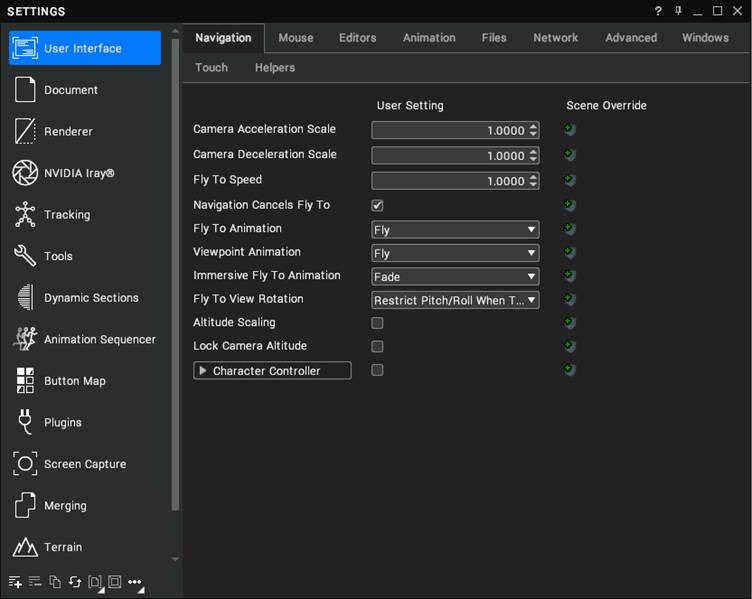 SETTINGS
User Interface
Document
Renderer
NVIDIA Iray®
Tracking
Tools
Dynamic Sections
Animation Sequencer
Button Map
Plugins
Screen Capture
Merging
Terrain
Navigation Mouse Editors Animation Files Network Advanced Windows
Touch Helpers
User Setting Scene Override
Camera Acceleration Scale 1.0000
Camera Deceleration Scale 1.0000
Fly To Speed 1.0000
Navigation Cancels Fly To
Fly To Animation Fly
Viewpoint Animation Fly
Immersive Fly To Animation Fade
Fly To View Rotation Restrict Pitch/Roll When T...
Altitude Scaling
Lock Camera Altitude
Character Controller